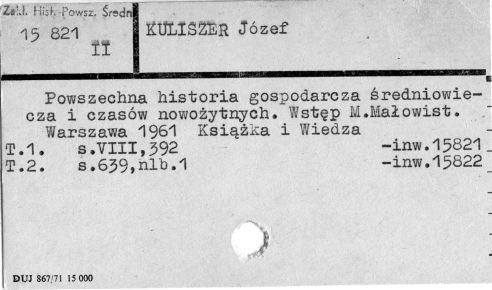 Zakł. Hist. Powsz. Średn
15 821
II
KULISZER Józef
Powszechna historia gospodarcza średniowie-
cza i czasów nowożytnych. Wstęp M.Małowist.
Warszawa 1961 Książka i Wiedza
T.1. s.VIII,392 -inw.15821
T.2. s.639,nlb.1 -inw.15822
DUJ 867/71 15 000